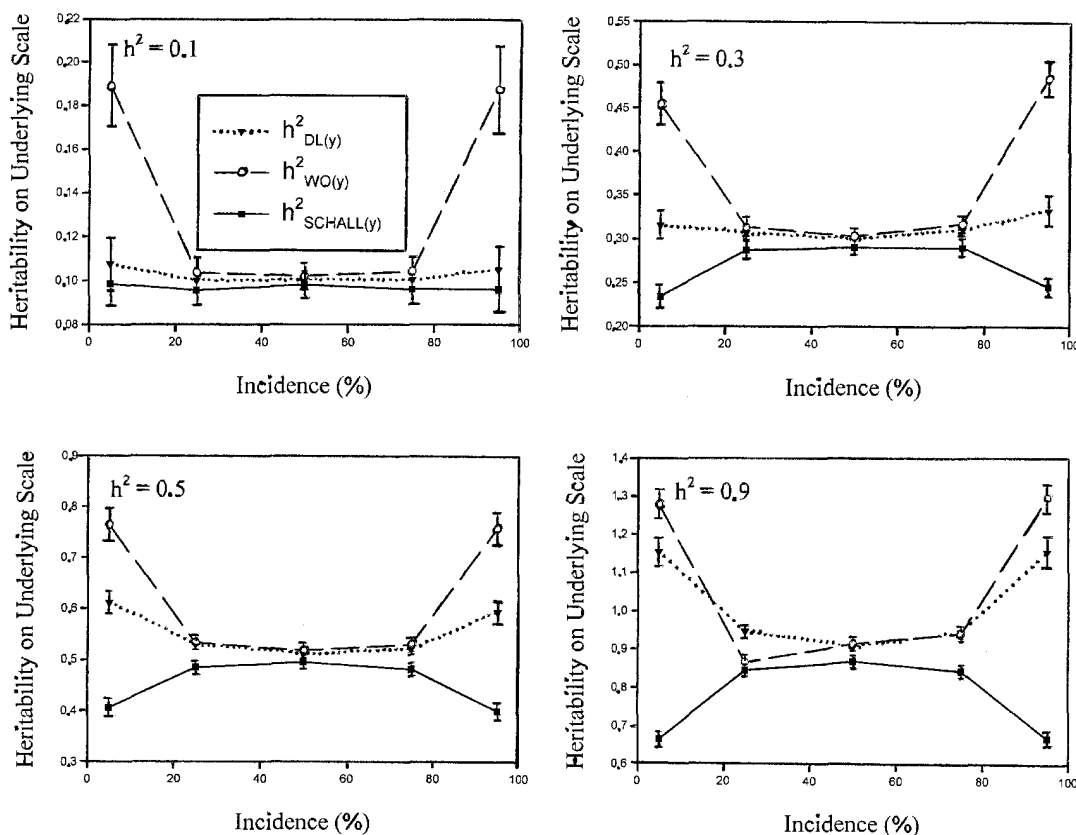 Heritability on Underlying Scale
0,22
0,20
0,18
0,16
0,14
0,12
0,10
0,08
h² = 0.1
h²DL(y)
h²WO(y)
h²SCHALL(y)
0 20 40 60 80 100
Incidence (%)
Heritability on Underlying Scale
0,55
0,50
0,45
0,40
0,35
0,30
0,25
0,20
h² = 0.3
0 20 40 60 80 100
Incidence (%)
Heritability on Underlying Scale
0,9
0,8
0,7
0,6
0,5
0,4
0,3
h² = 0.5
0 20 40 60 80 100
Incidence (%)
Heritability on Underlying Scale
1,4
1,3
1,2
1,1
1,0
0,9
0,8
0,7
0,6
h² = 0.9
0 20 40 60 80 100
Incidence (%)